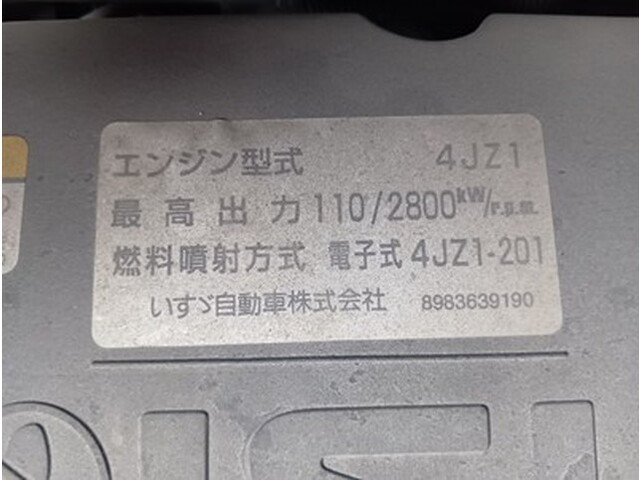 エンジン型式 4JZ1
最高出力 110/2800kW/r.p.m.
燃料噴射方式 電子式 4JZ1-201
いすゞ自動車株式会社 8983639190